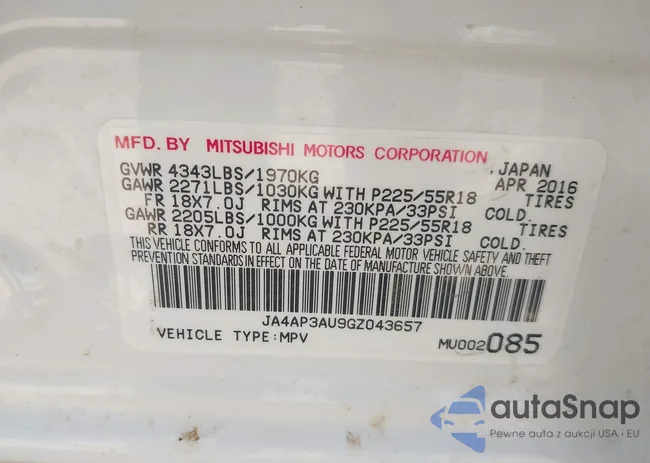 MFD. BY MITSUBISHI MOTORS CORPORATION
GVWR 4343LBS/1970KG JAPAN
GAWR 2271LBS/1030KG WITH P225/55R18 APR 2016
FR 18X7.0J RIMS AT 230KPA/33PSI TIRES COLD.
GAWR 2205LBS/1000KG WITH P225/55R18 TIRES
RR 18X7.0J RIMS AT 230KPA/33PSI COLD.
THIS VEHICLE CONFORMS TO ALL APPLICABLE FEDERAL MOTOR VEHICLE SAFETY AND THEFT
PREVENTION STANDARDS IN EFFECT ON THE DATE OF MANUFACTURE SHOWN ABOVE.
JA4AP3AU9GZ043657
VEHICLE TYPE:MPV MU002085
autaSnap
Pewne auta z aukcji USA i EU